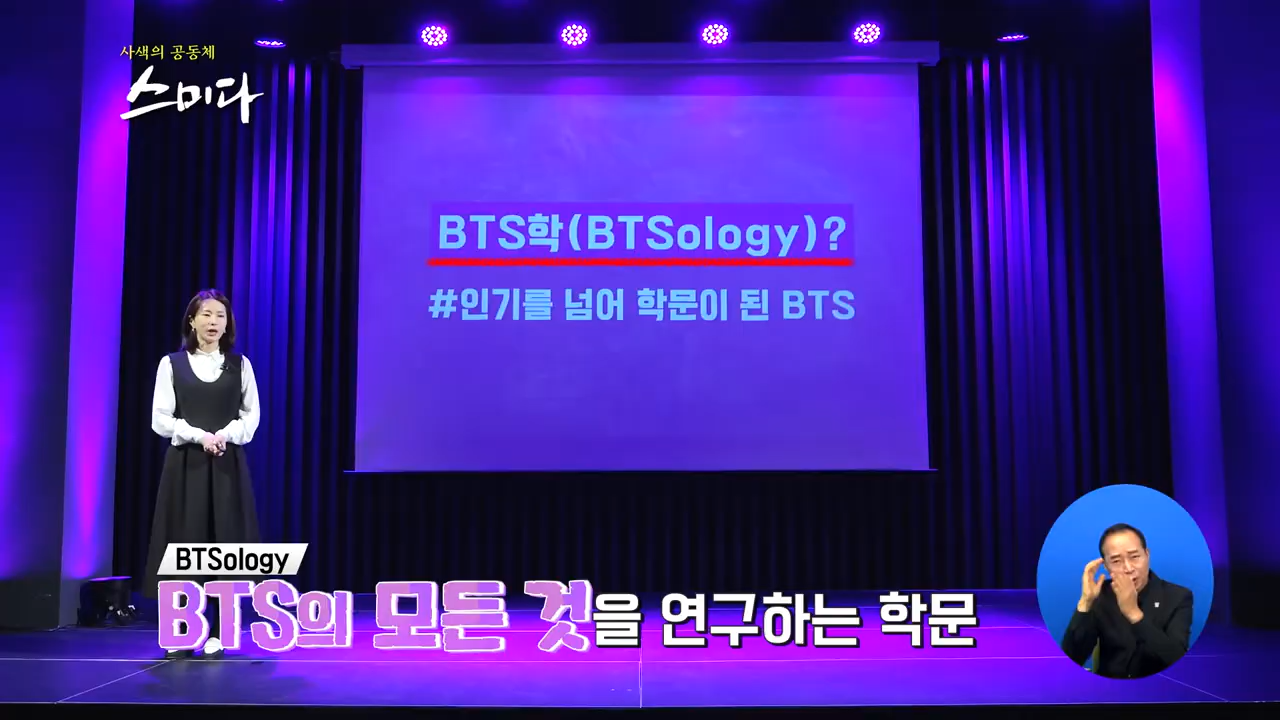 사색의 공동체
스미다
BTS학(BTSology)?
#인기를 넘어 학문이 된 BTS
BTSology
BTS의 모든 것을 연구하는 학문